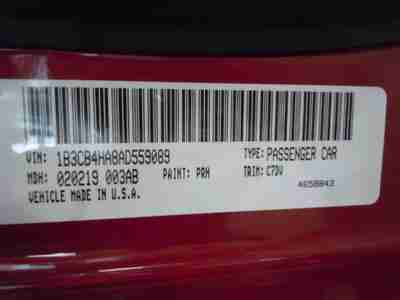 VIN: 1B3CB4HA8AD559089 TYPE: PASSENGER CAR
MDH: 020219 003AB PAINT: PRH TRIM: C7DV
VEHICLE MADE IN U.S.A. 4658843